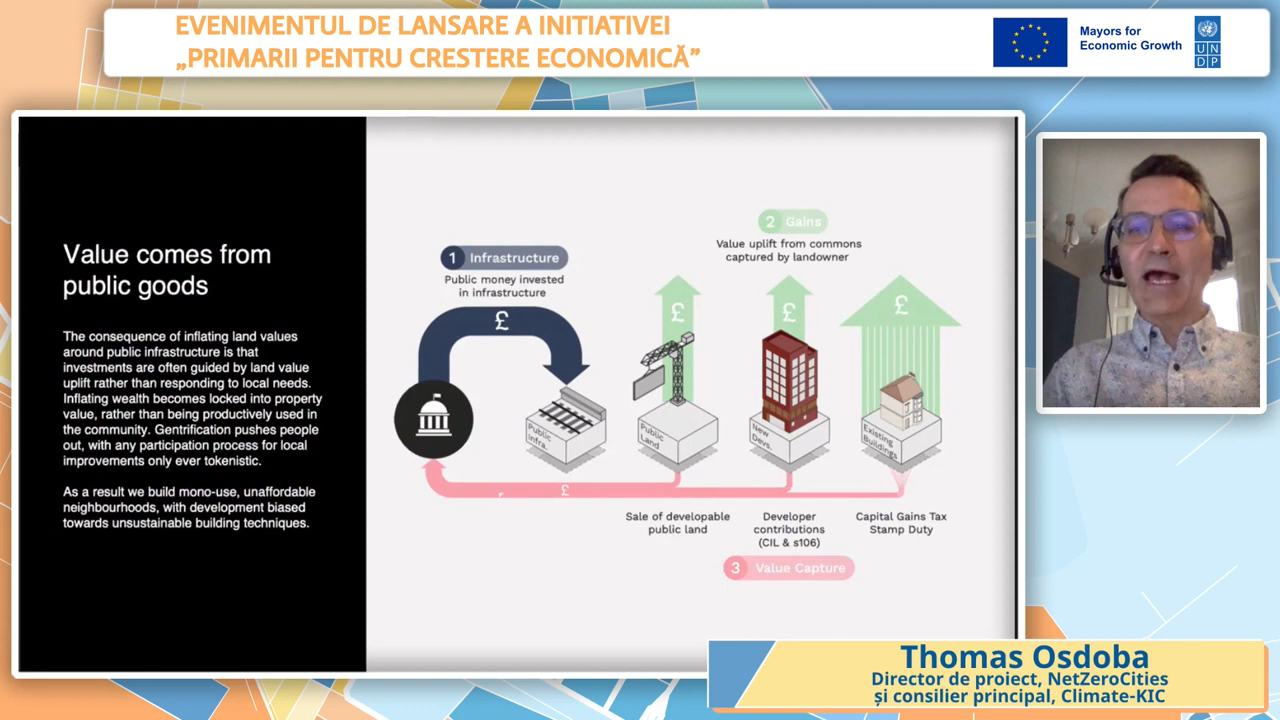 EVENIMENTUL DE LANSARE A INITIATIVEI
„PRIMARII PENTRU CRESTERE ECONOMICĂ”
Mayors for
Economic Growth
U N
D P
Value comes from
public goods
The consequence of inflating land values
around public infrastructure is that
investments are often guided by land value
uplift rather than responding to local needs.
Inflating wealth becomes locked into property
value, rather than being productively used in
the community. Gentrification pushes people
out, with any participation process for local
improvements only ever tokenistic.
As a result we build mono-use, unaffordable
neighbourhoods, with development biased
towards unsustainable building techniques.
1 Infrastructure
Public money invested
in infrastructure
£
2 Gains
Value uplift from commons
captured by landowner
£
£
£
Public
Infra.
Public
Land
New
Devs.
Existing
Buildings
£
Sale of developable
public land
Developer
contributions
(CIL & s106)
Capital Gains Tax
Stamp Duty
3 Value Capture
Thomas Osdoba
Director de proiect, NetZeroCities
și consilier principal, Climate-KIC